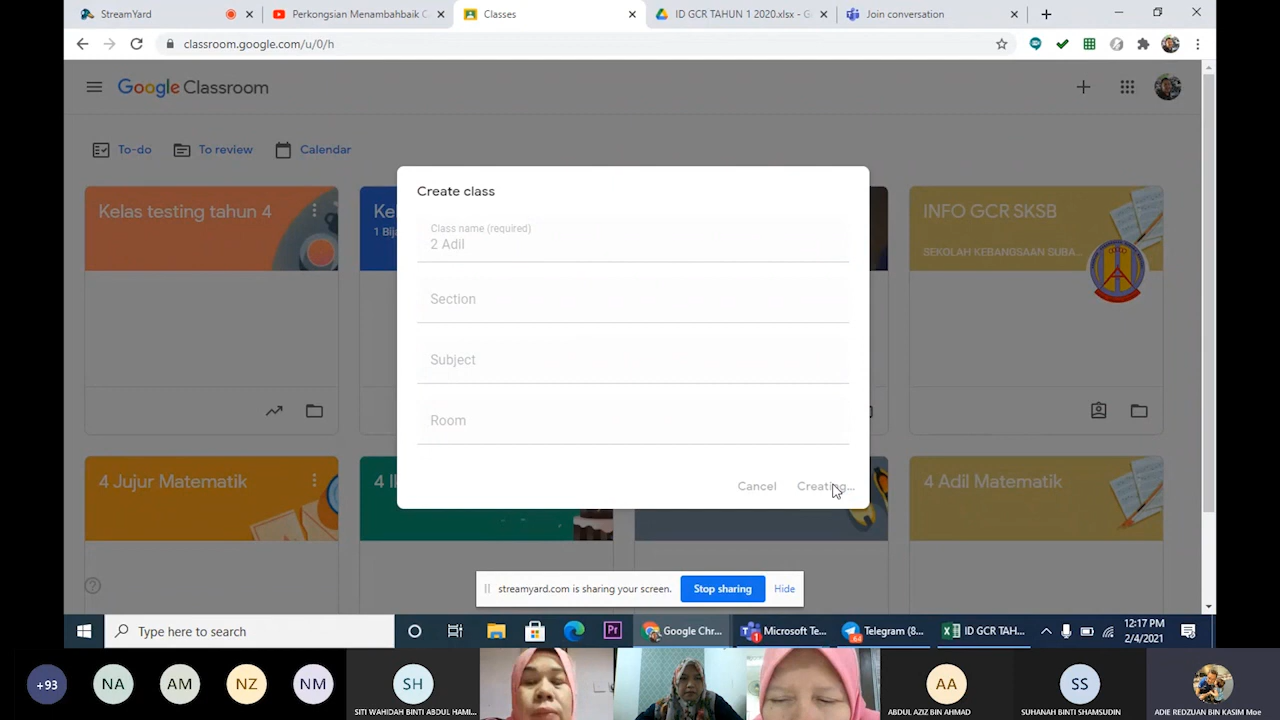 StreamYard
Perkongsian Menambahbaik C
Classes
ID GCR TAHUN 1 2020.xlsx - G
Join conversation
classroom.google.com/u/0/h
Google Classroom
To-do
To review
Calendar
Kelas testing tahun 4
Kel
1 Bija
INFO GCR SKSB
SEKOLAH KEBANGSAAN SUBA...
Create class
Class name (required)
2 Adil
Section
Subject
Room
Cancel
Creating...
4 Jujur Matematik
4 Adil Matematik
streamyard.com is sharing your screen.
Stop sharing
Hide
Type here to search
Pr
Google Chr...
Microsoft Te...
1
Telegram (8...
64
ID GCR TAH...
12:17 PM
2/4/2021
+93
NA
AM
NZ
NM
SH
SITI WAHIDAH BINTI ABDUL HAMI...
AA
ABDUL AZIZ BIN AHMAD
SS
SUHANAH BINTI SHAMSUDIN
ADIE REDZUAN BIN KASIM Moe